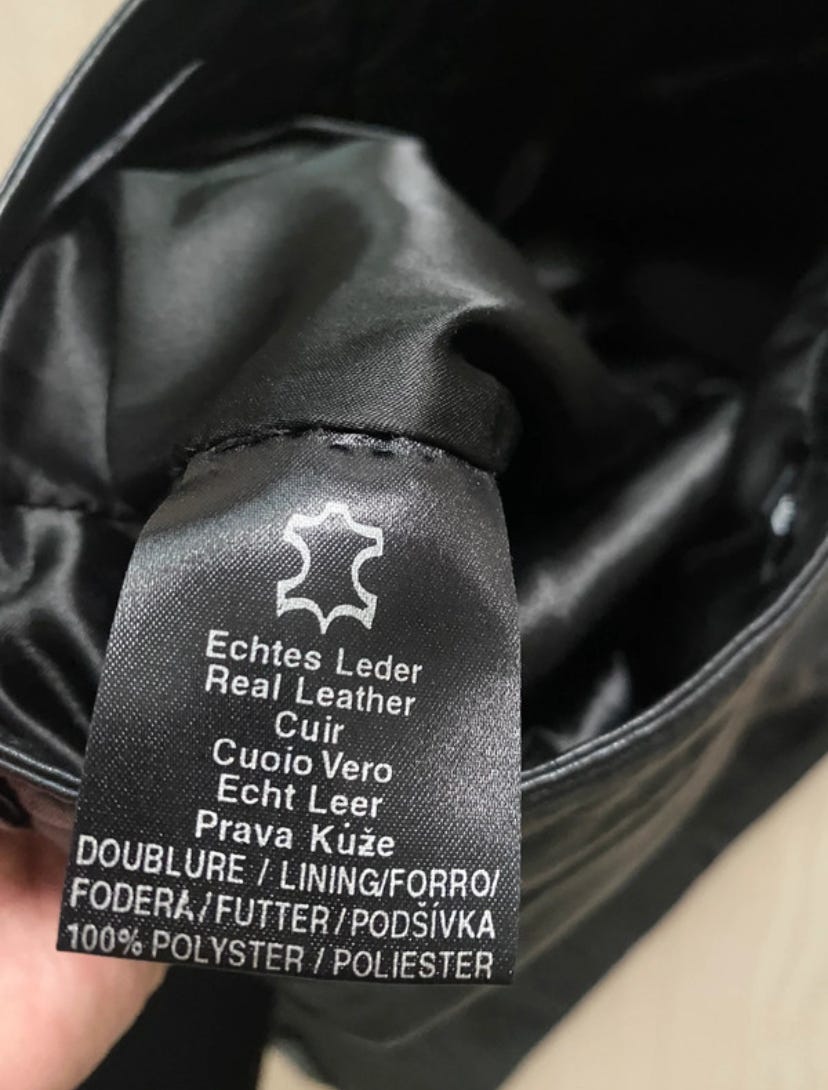 Echtes Leder
Real Leather
Cuir
Cuoio Vero
Echt Leer
Prava Kůže
DOUBLURE / LINING/FORRO/
FODERA/FUTTER/PODŠÍVKA
100% POLYSTER / POLIESTER